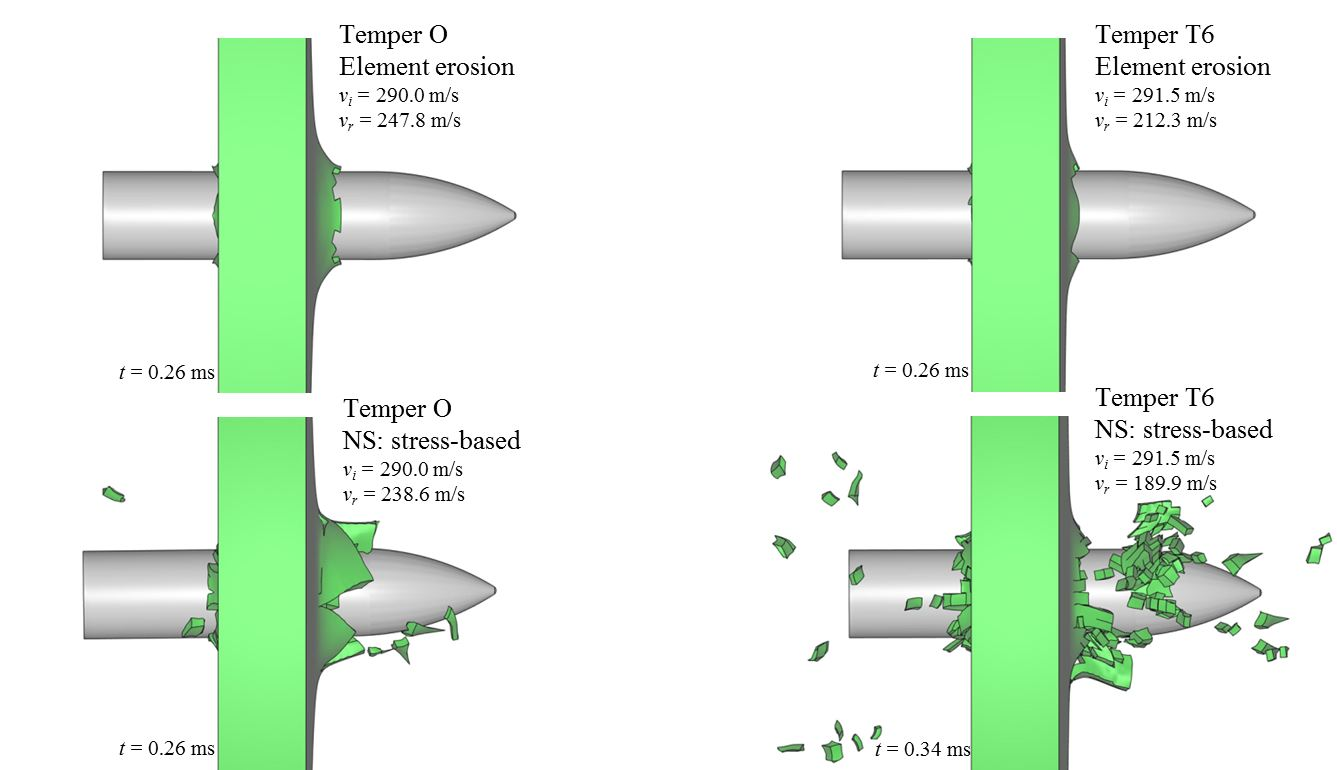 Temper O
Element erosion
vi = 290.0 m/s
vr = 247.8 m/s
t = 0.26 ms
Temper T6
Element erosion
vi = 291.5 m/s
vr = 212.3 m/s
t = 0.26 ms
Temper O
NS: stress-based
vi = 290.0 m/s
vr = 238.6 m/s
t = 0.26 ms
Temper T6
NS: stress-based
vi = 291.5 m/s
vr = 189.9 m/s
t = 0.34 ms